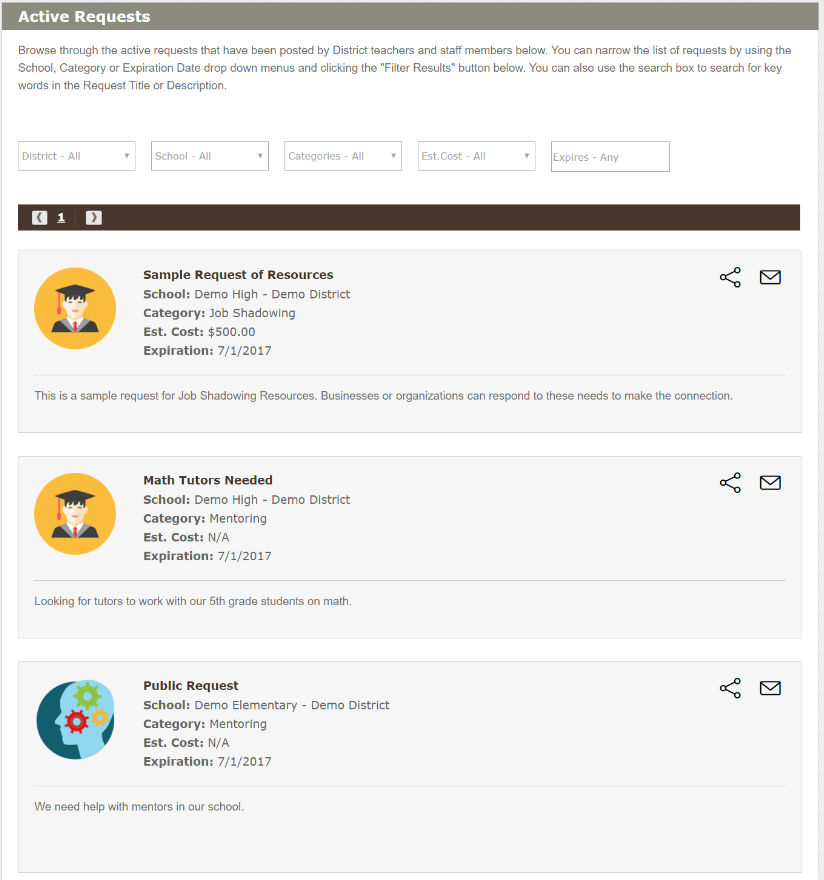 Active Requests
Browse through the active requests that have been posted by District teachers and staff members below. You can narrow the list of requests by using the
School, Category or Expiration Date drop down menus and clicking the "Filter Results" button below. You can also use the search box to search for key
words in the Request Title or Description.
District - All School - All Categories - All Est.Cost - All Expires - Any
1
Sample Request of Resources
School: Demo High - Demo District
Category: Job Shadowing
Est. Cost: $500.00
Expiration: 7/1/2017
This is a sample request for Job Shadowing Resources. Businesses or organizations can respond to these needs to make the connection.
Math Tutors Needed
School: Demo High - Demo District
Category: Mentoring
Est. Cost: N/A
Expiration: 7/1/2017
Looking for tutors to work with our 5th grade students on math.
Public Request
School: Demo Elementary - Demo District
Category: Mentoring
Est. Cost: N/A
Expiration: 7/1/2017
We need help with mentors in our school.